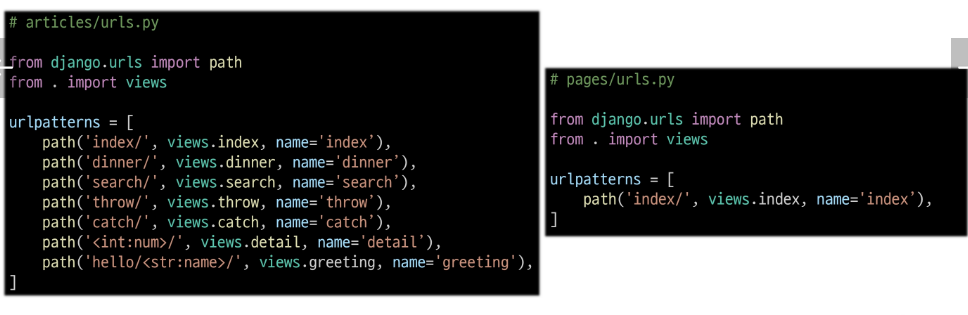 # articles/urls.py

from django.urls import path
from . import views

urlpatterns = [
    path('index/', views.index, name='index’),
    path('dinner/', views.dinner, name='dinner’),
    path('search/', views.search, name='search’),
    path('throw/', views.throw, name='throw’),
    path('catch/', views.catch, name='catch’),
    path('<int:num>/', views.detail, name='detail’),
    path('hello/<str:name>/', views.greeting, name='greeting'),
]

# pages/urls.py

from django.urls import path
from . import views

urlpatterns = [
    path('index/', views.index, name='index’),
]